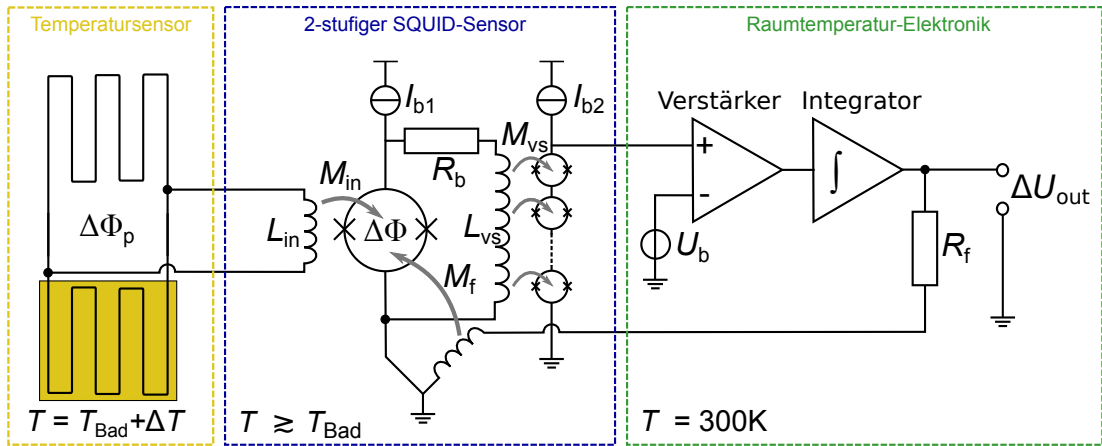 Temperatursensor
2-stufiger SQUID-Sensor
Raumtemperatur-Elektronik
I_b1
I_b2
Verstärker
Integrator
M_vs
R_b
+
M_in
-
∫
ΔU_out
ΔΦ_p
L_in
ΔΦ
L_vs
U_b
R_f
M_f
T = T_Bad+ΔT
T ≳ T_Bad
T = 300K